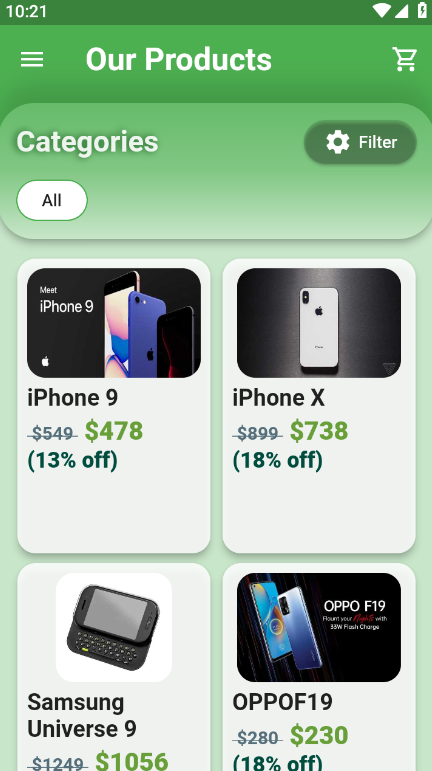 10:21
Our Products
Categories
Filter
All
Meet
iPhone 9
iPhone 9
$549 $478
(13% off)
iPhone X
$899 $738
(18% off)
Samsung
Universe 9
$1249 $1056
OPPO F19
Flaunt your Flights with
33W Flash Charge
OPPOF19
$280 $230
(18% off)